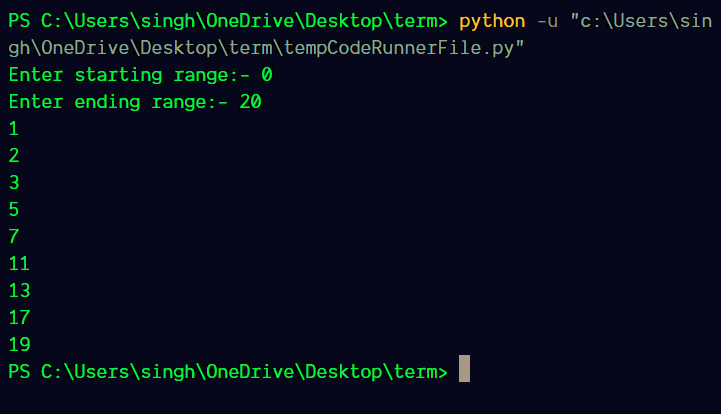 PS C:\Users\singh\OneDrive\Desktop\term> python -u "c:\Users\sin
gh\OneDrive\Desktop\term\tempCodeRunnerFile.py"
Enter starting range:- 0
Enter ending range:- 20
1
2
3
5
7
11
13
17
19
PS C:\Users\singh\OneDrive\Desktop\term>